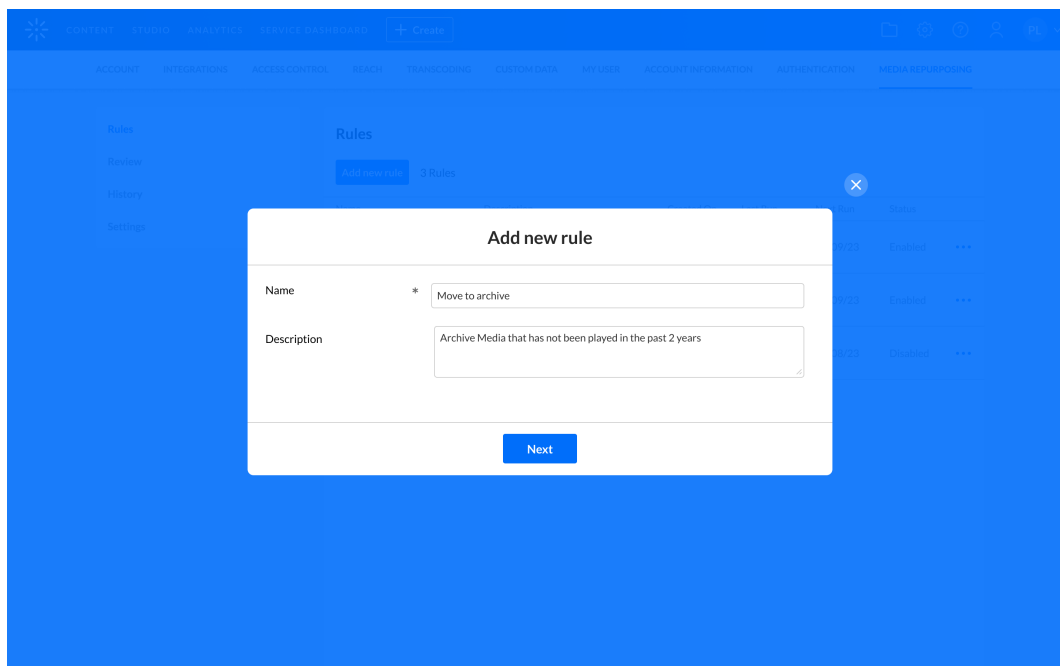 CONTENT STUDIO ANALYTICS SERVICE DASHBOARD + Create PL
ACCOUNT INTEGRATIONS ACCESS CONTROL REACH TRANSCODING CUSTOM DATA MY USER ACCOUNT INFORMATION AUTHENTICATION MEDIA REPURPOSING
Rules
Review
History
Settings
Rules
Add new rule 3 Rules
Run Status
Enabled
Enabled
Disabled
Add new rule
Name * Move to archive
Description Archive Media that has not been played in the past 2 years
Next